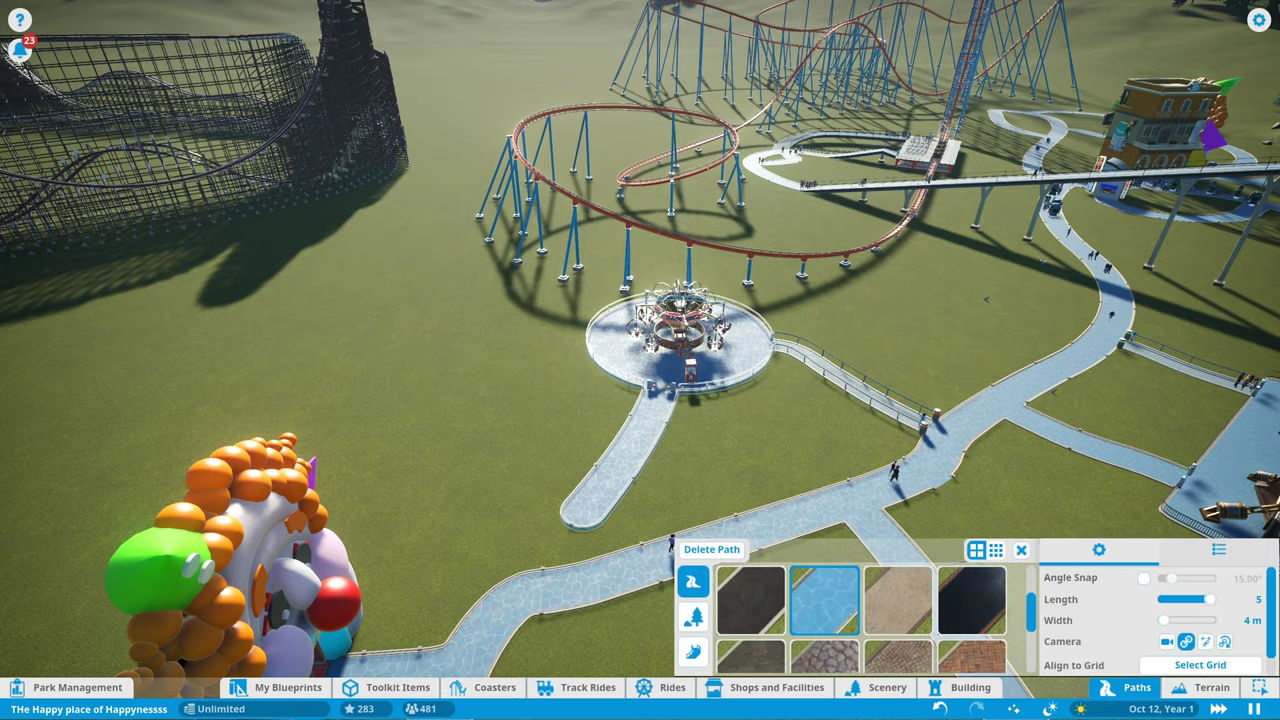 ?
23
Delete Path
Angle Snap 15.00°
Length 5
Width 4 m
Camera
Align to Grid Select Grid
Park Management My Blueprints Toolkit Items Coasters Track Rides Rides Shops and Facilities Scenery Building Paths Terrain
The Happy place of Happynessss Unlimited 283 481 Oct 12, Year 1